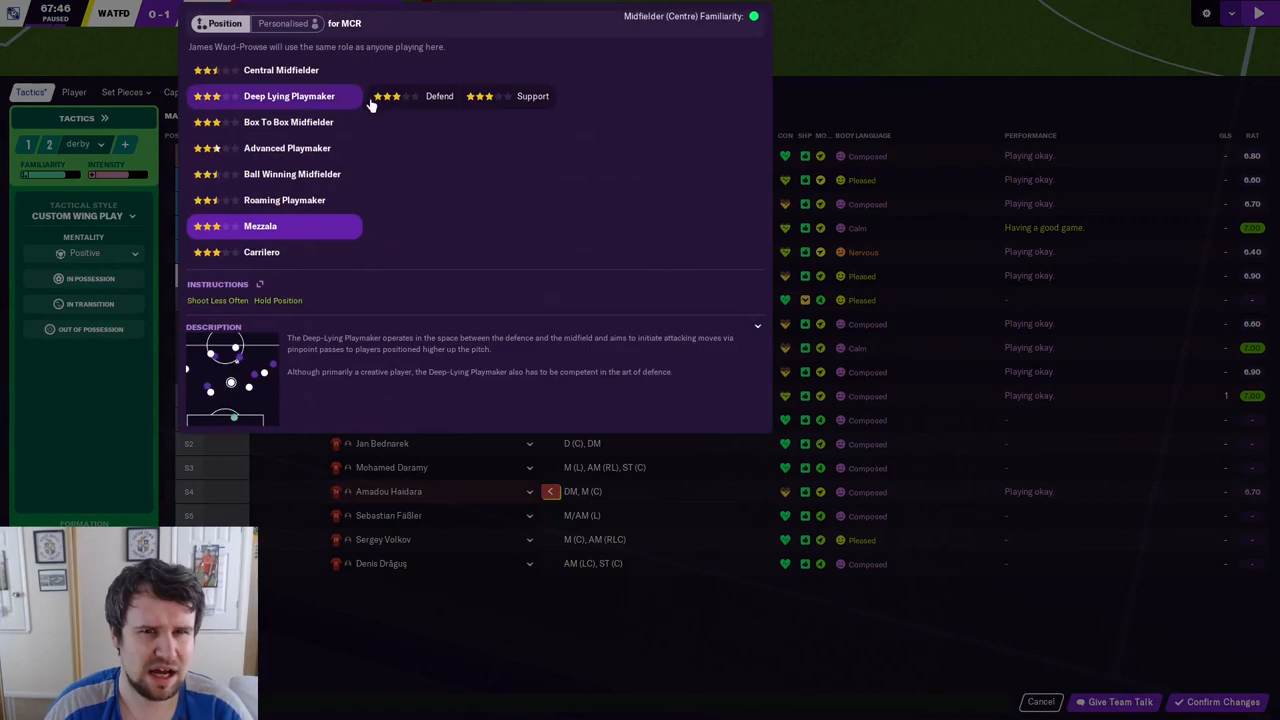 67:46
PAUSED
WATFD
0 - 1
Position
Personalised
for MCR
Midfielder (Centre) Familiarity:
James Ward-Prowse will use the same role as anyone playing here.
Central Midfielder
Deep Lying Playmaker
Defend
Support
Box To Box Midfielder
Advanced Playmaker
Ball Winning Midfielder
Roaming Playmaker
Mezzala
Carrilero
INSTRUCTIONS
Shoot Less Often Hold Position
DESCRIPTION
The Deep-Lying Playmaker operates in the space between the defence and the midfield and aims to initiate attacking moves via
pinpoint passes to players positioned higher up the pitch.
Although primarily a creative player, the Deep-Lying Playmaker also has to be competent in the art of defence.
Tactics
Player
Set Pieces
TACTICS
1 2 derby +
FAMILIARITY
INTENSITY
TACTICAL STYLE
CUSTOM WING PLAY
MENTALITY
Positive
IN POSSESSION
IN TRANSITION
OUT OF POSSESSION
FORMATION
CON SHP MO... BODY LANGUAGE PERFORMANCE GLS RAT
Composed Playing okay. - 6.80
Pleased Playing okay. - 6.60
Composed Playing okay. - 6.70
Calm Having a good game. - 7.00
Nervous Playing okay. - 6.40
Pleased Playing okay. - 6.90
Pleased - - -
Composed Playing okay. - 6.60
Calm Playing okay. - 7.00
Composed Playing okay. - 6.90
Composed Playing okay. 1 7.00
Composed - - -
S2 Jan Bednarek D (C), DM Composed - - -
S3 Mohamed Daramy M (L), AM (RL), ST (C) Composed - - -
S4 Amadou Haidara DM, M (C) Composed Playing okay. - 6.70
S5 Sebastian Fäßler M/AM (L) Composed - - -
S6 Sergey Volkov M (C), AM (RLC) Pleased - - -
Denis Drăguș AM (LC), ST (C) Composed - - -
Cancel
Give Team Talk
Confirm Changes